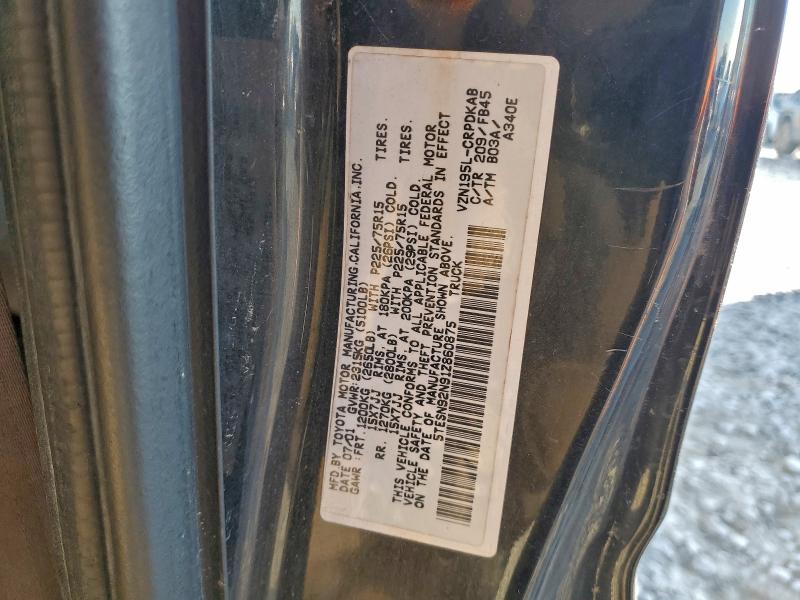 MFD.BY TOYOTA MOTOR MANUFACTURING.CALIFORNIA.INC.
DATE 07/01 GVWR:2315KG (5100LB)
GAWR :FRT.1200KG (2650LB) WITH P225/75R15 TIRES.
15X7JJ RIMS. AT 180KPA (26PSI) COLD.
RR. 1270KG (2800LB) WITH P225/75R15 TIRES.
15X7JJ RIMS. AT 200KPA (29PSI) COLD.
THIS VEHICLE CONFORMS TO ALL APPLICABLE FEDERAL MOTOR
VEHICLE SAFETY AND THEFT PREVENTION STANDARDS IN EFFECT
ON THE DATE OF MANUFACTURE SHOWN ABOVE.
5TESN92N91Z860875 TRUCK
VZN195L-CRPDKAB
C/TR 209/FB45
A/TM B03A/
A340E